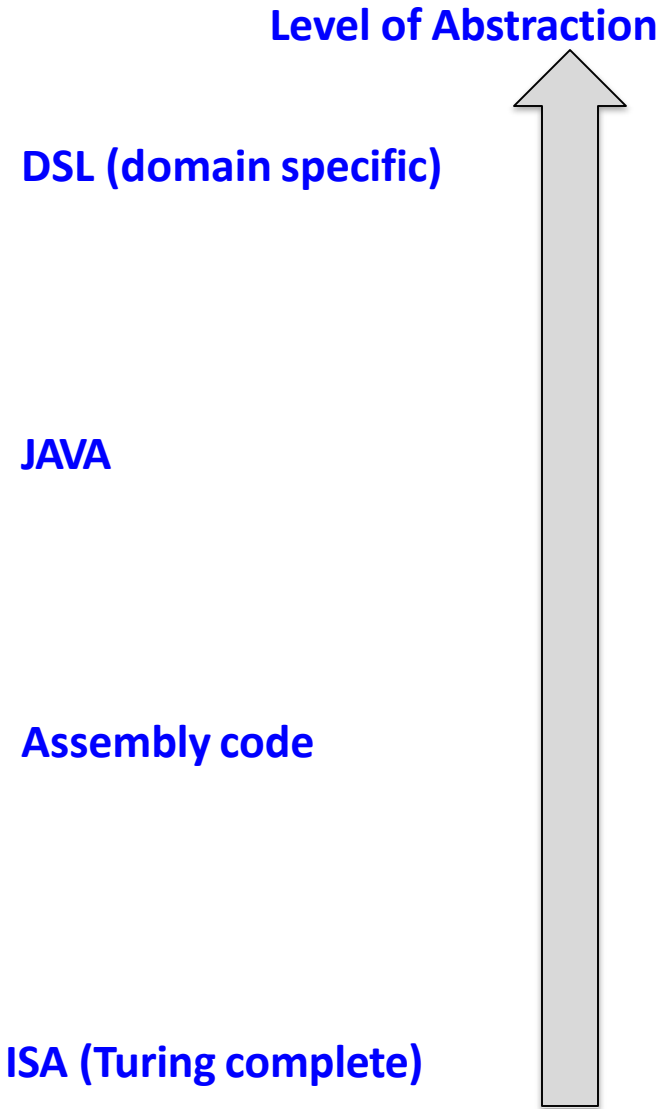 Level of Abstraction
DSL (domain specific)
JAVA
Assembly code
ISA (Turing complete)